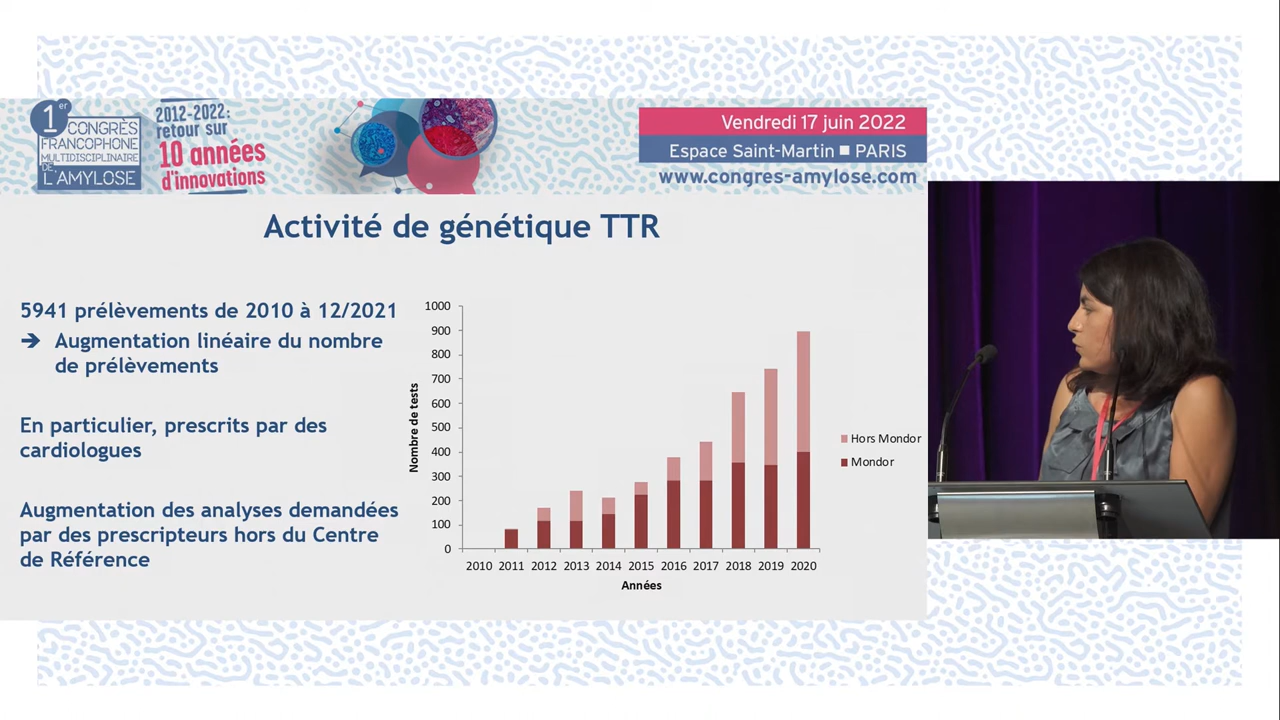 1er
CONGRÈS
FRANCOPHONE
MULTIDISCIPLINAIRE
DE
L'AMYLOSE
2012-2022:
retour sur
10 années
d'innovations
Vendredi 17 juin 2022
Espace Saint-Martin ■ PARIS
www.congres-amylose.com
Activité de génétique TTR
5941 prélèvements de 2010 à 12/2021
➔ Augmentation linéaire du nombre
de prélèvements
En particulier, prescrits par des
cardiologues
Augmentation des analyses demandées
par des prescripteurs hors du Centre
de Référence
Nombre de tests
1000
900
800
700
600
500
400
300
200
100
0
2010 2011 2012 2013 2014 2015 2016 2017 2018 2019 2020
Années
Hors Mondor
Mondor